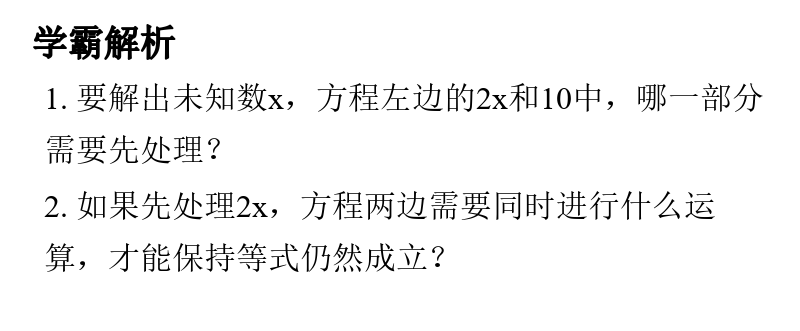 学霸解析
1. 要解出未知数x，方程左边的2x和10中，哪一部分
需要先处理？
2. 如果先处理2x，方程两边需要同时进行什么运
算，才能保持等式仍然成立？